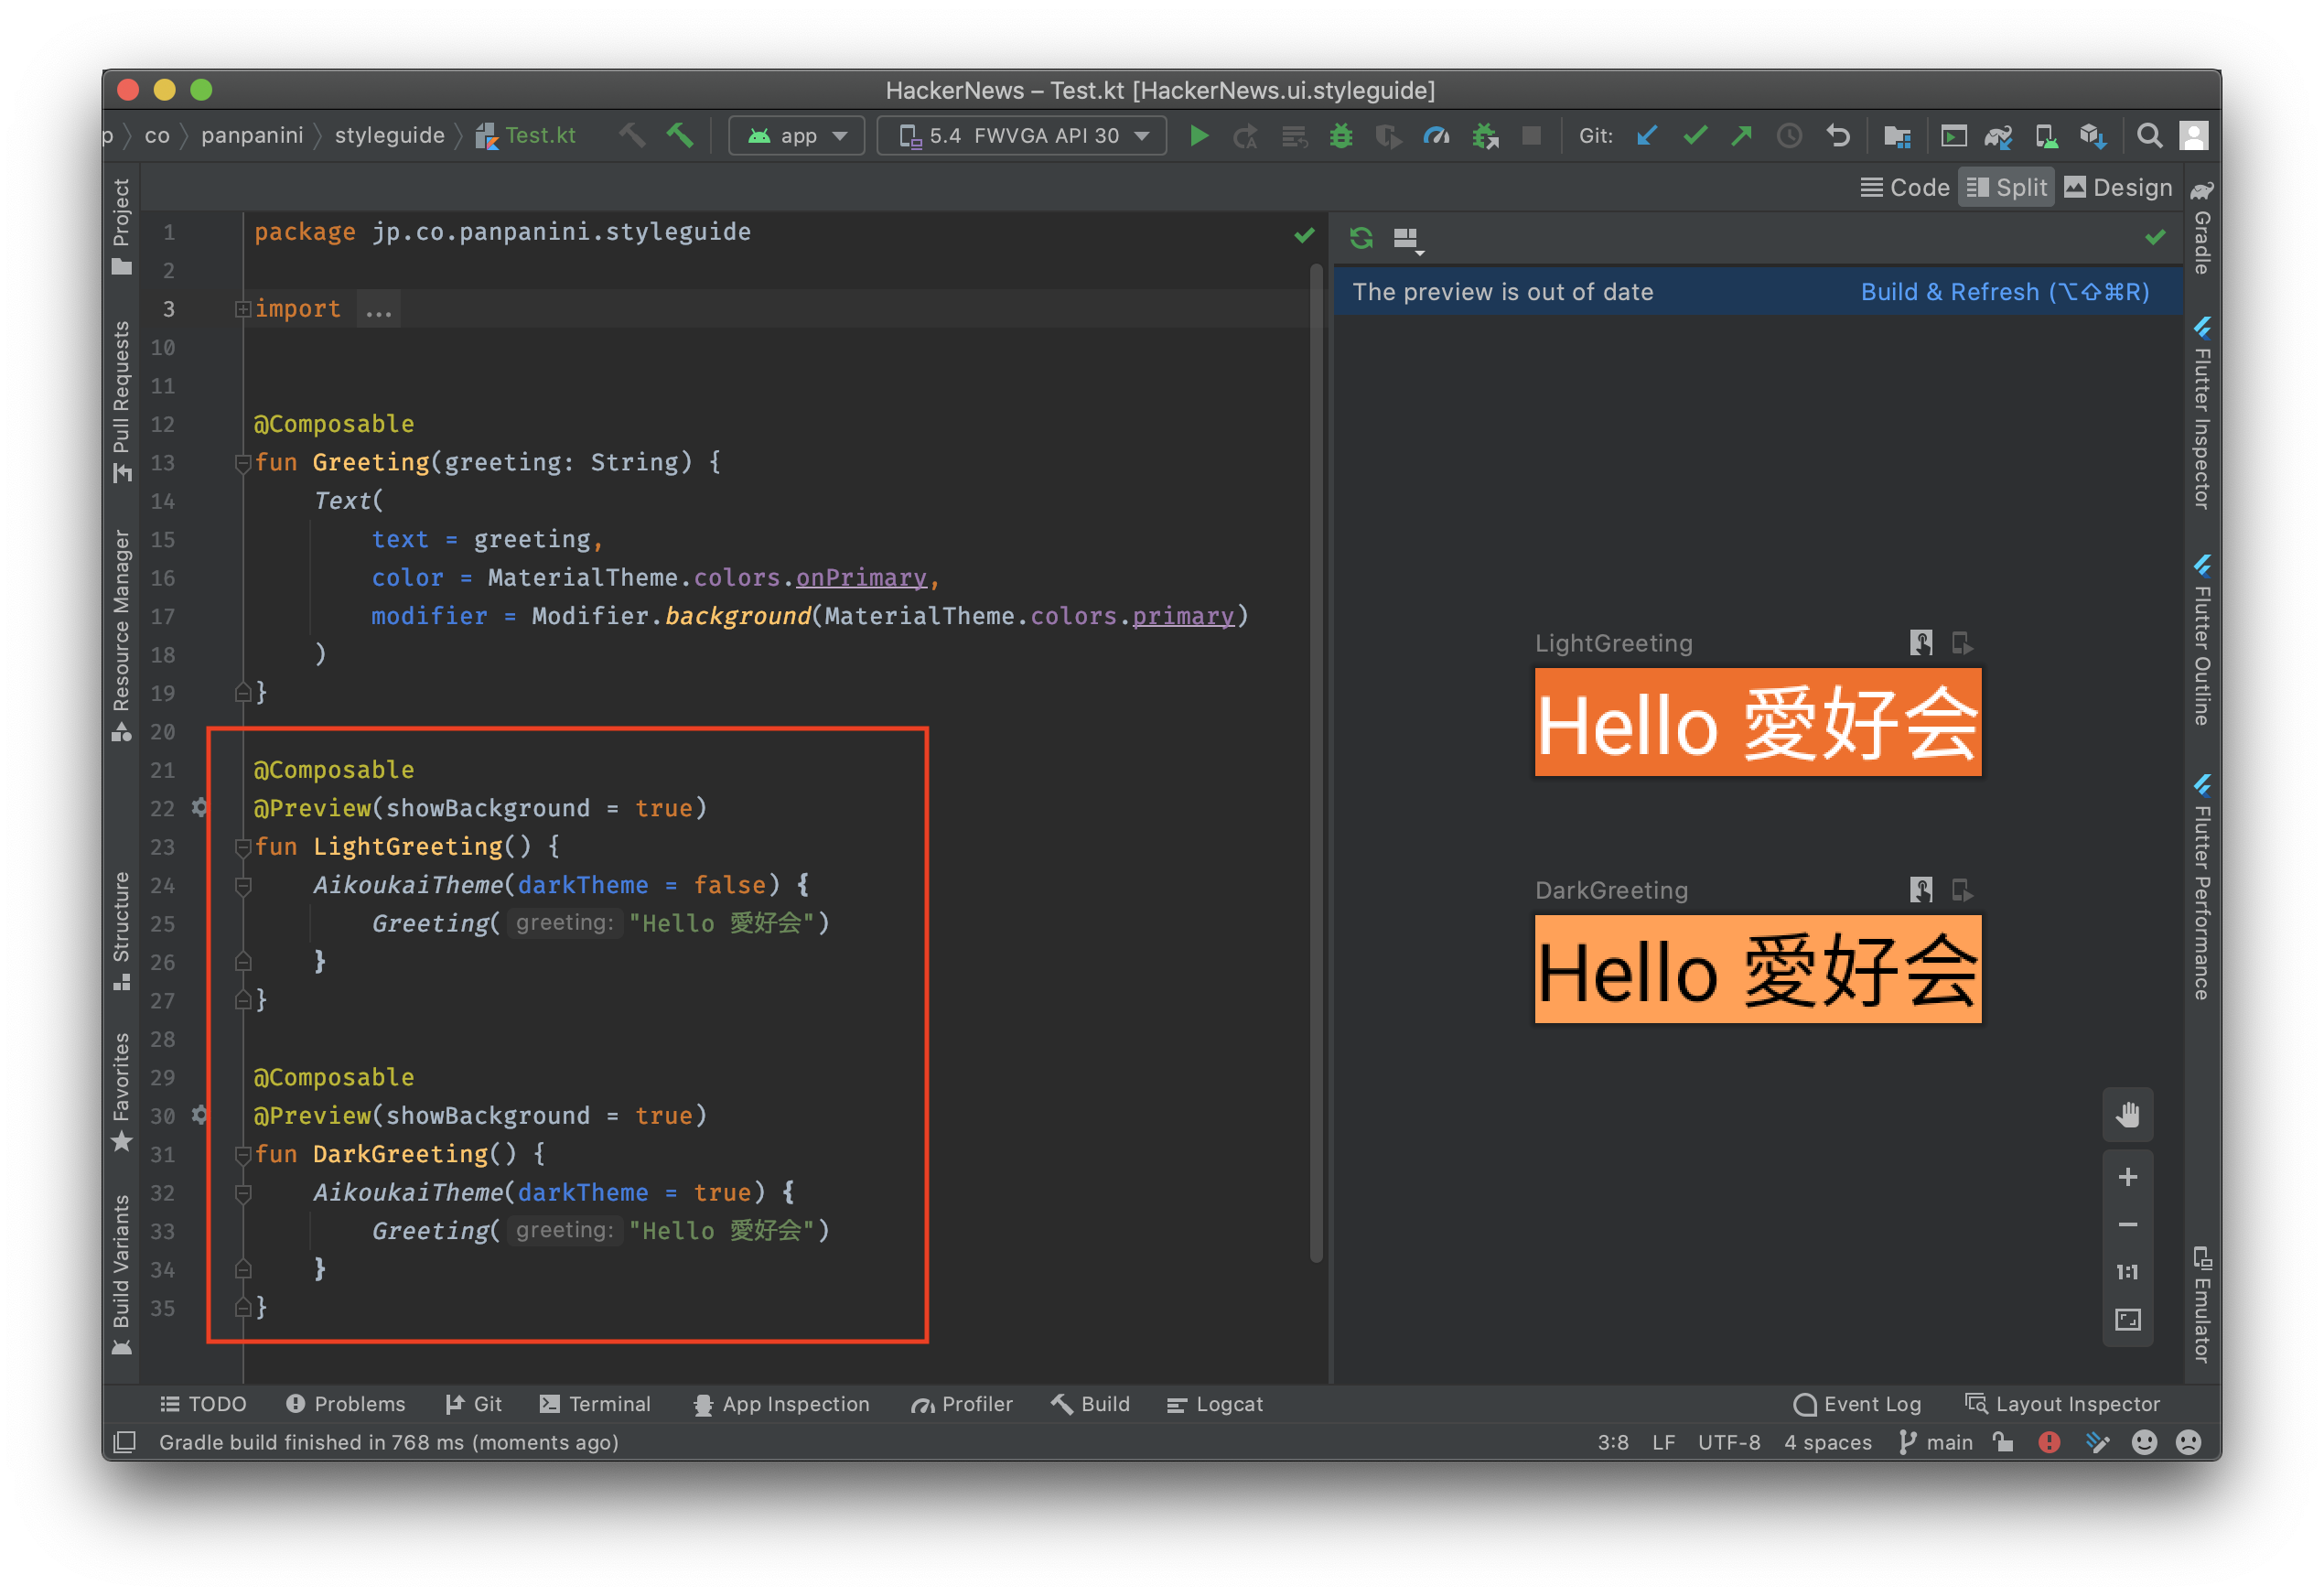 HackerNews – Test.kt [HackerNews.ui.styleguide]
p 〉 co 〉 panpanini 〉 styleguide 〉 Test.kt
app
5.4 FWVGA API 30
Git:
Code Split Design
Project
Pull Requests
Resource Manager
Structure
Favorites
Build Variants
1 package jp.co.panpanini.styleguide
2
3 import ...
10
11
12 @Composable
13 fun Greeting(greeting: String) {
14 Text(
15 text = greeting,
16 color = MaterialTheme.colors.onPrimary,
17 modifier = Modifier.background(MaterialTheme.colors.primary)
18 )
19 }
20
21 @Composable
22 @Preview(showBackground = true)
23 fun LightGreeting() {
24 AikoukaiTheme(darkTheme = false) {
25 Greeting( greeting: "Hello 愛好会")
26 }
27 }
28
29 @Composable
30 @Preview(showBackground = true)
31 fun DarkGreeting() {
32 AikoukaiTheme(darkTheme = true) {
33 Greeting( greeting: "Hello 愛好会")
34 }
35 }
The preview is out of date Build & Refresh (⌥⇧⌘R)
LightGreeting
Hello 愛好会
DarkGreeting
Hello 愛好会
1:1
Gradle
Flutter Inspector
Flutter Outline
Flutter Performance
Emulator
TODO Problems Git Terminal App Inspection Profiler Build Logcat Event Log Layout Inspector
Gradle build finished in 768 ms (moments ago) 3:8 LF UTF-8 4 spaces main